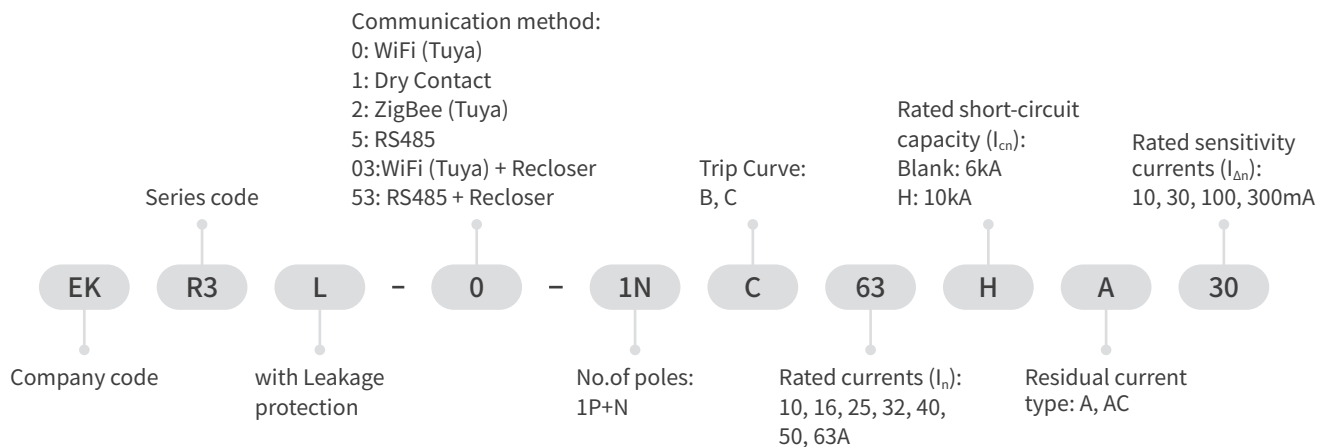 Communication method:
0: WiFi (Tuya)
1: Dry Contact
2: ZigBee (Tuya)
5: RS485
03:WiFi (Tuya) + Recloser
53: RS485 + Recloser
Series code
Trip Curve:
B, C
Rated short-circuit
capacity (Icn):
Blank: 6kA
H: 10kA
Rated sensitivity
currents (IΔn):
10, 30, 100, 300mA
EK R3 L - 0 - 1N C 63 H A 30
Company code
with Leakage
protection
No.of poles:
1P+N
Rated currents (In):
10, 16, 25, 32, 40,
50, 63A
Residual current
type: A, AC